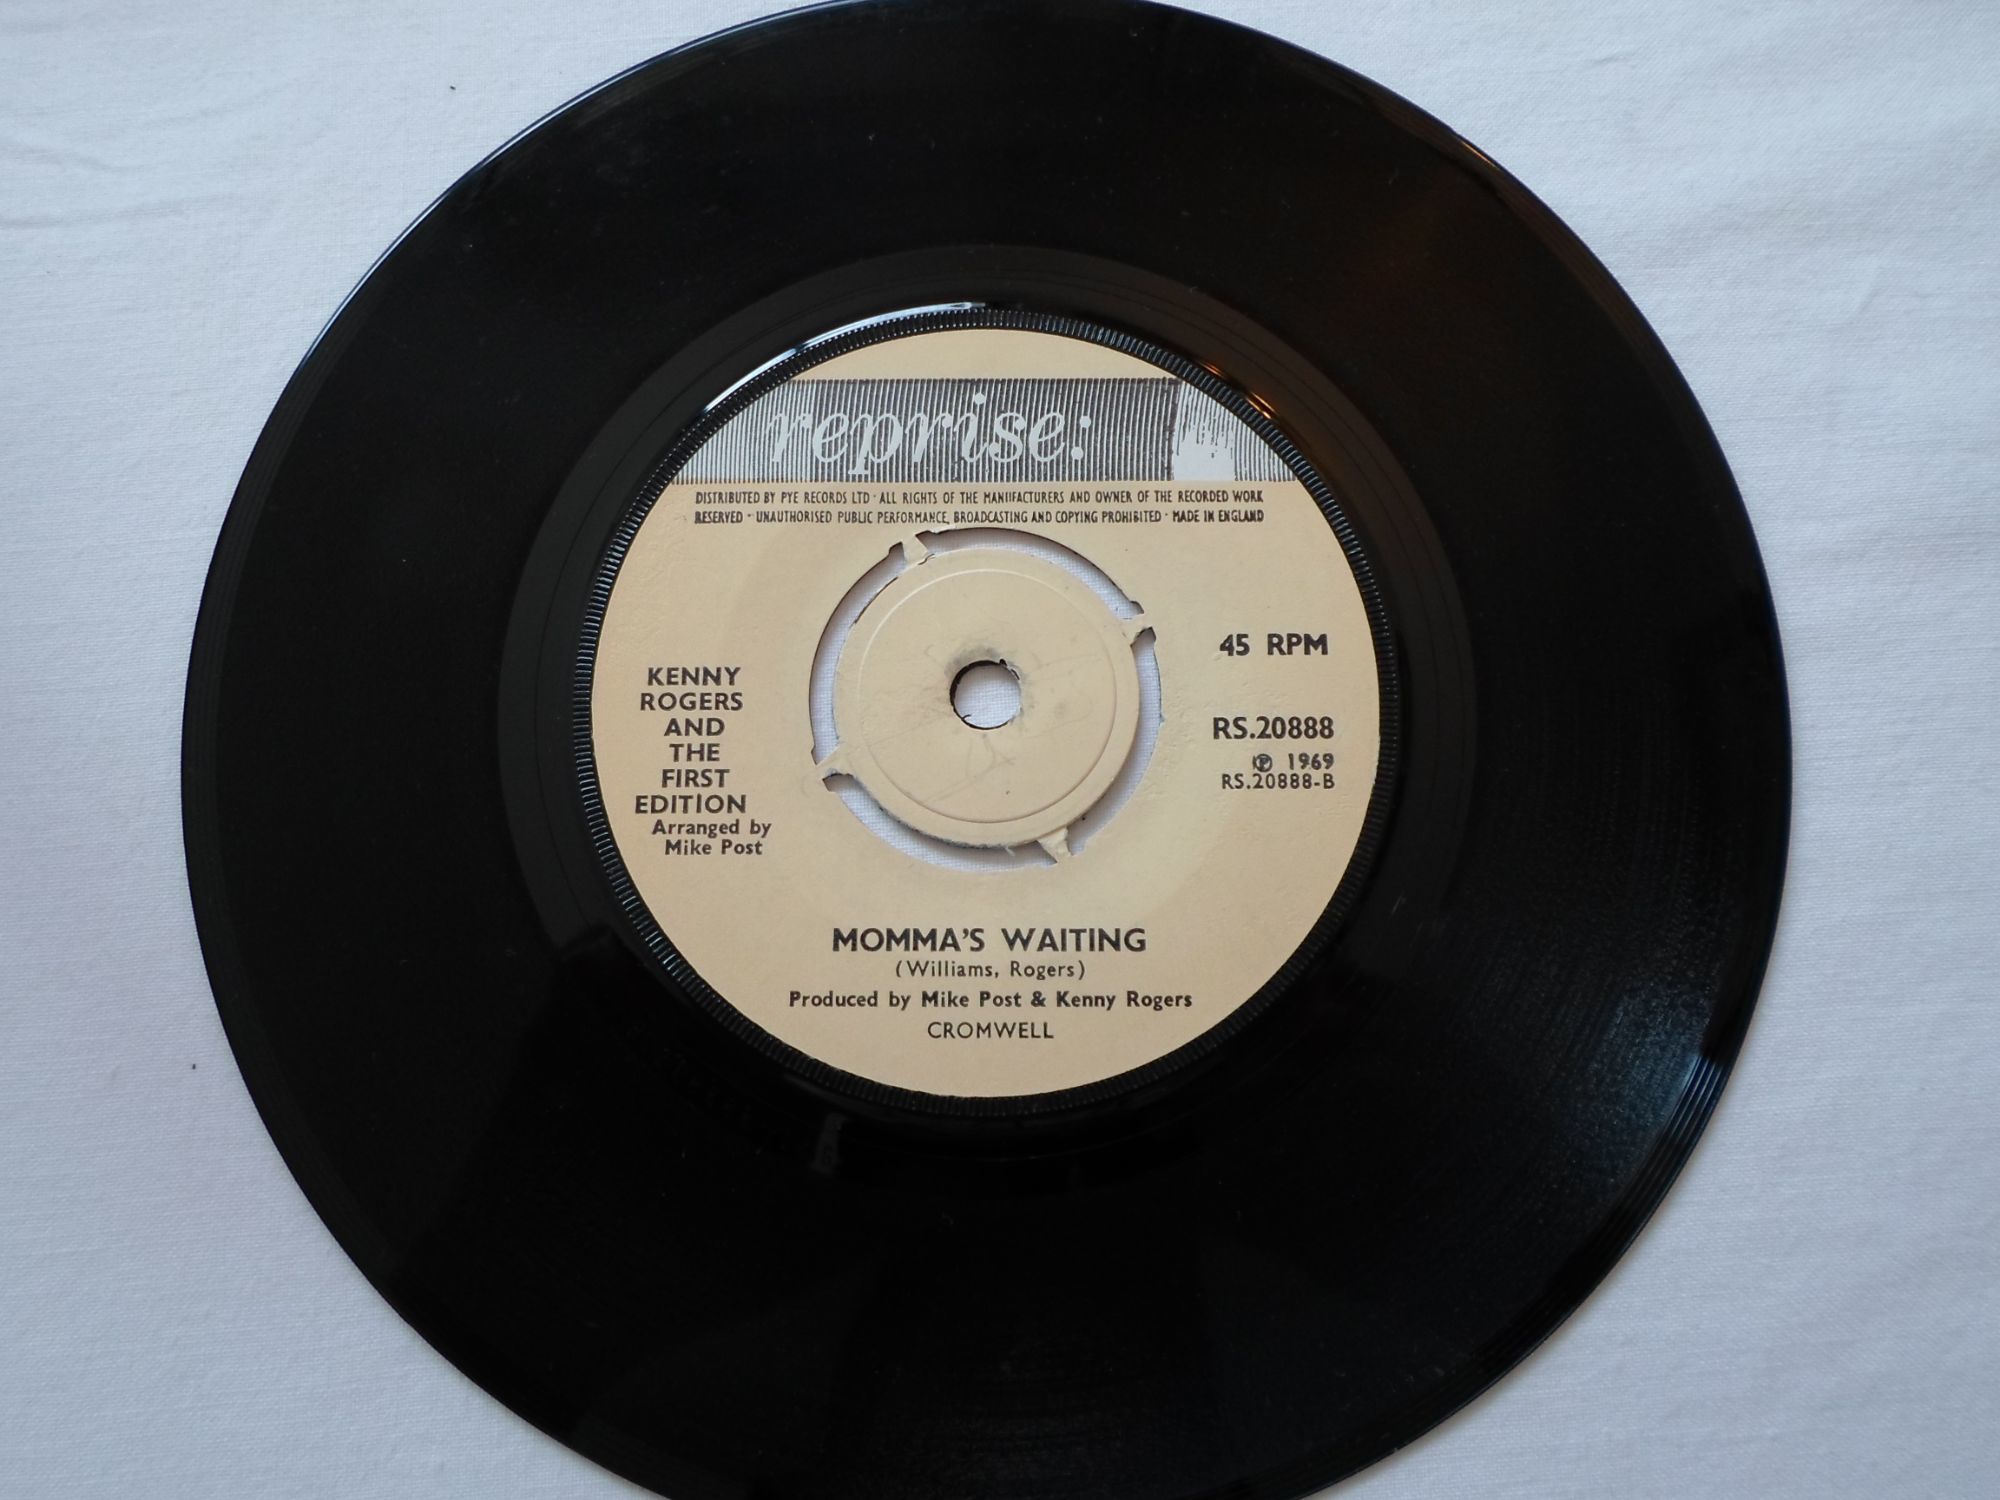 reprise:
DISTRIBUTED BY PYE RECORDS LTD · ALL RIGHTS OF THE MANUFACTURERS AND OWNER OF THE RECORDED WORK
RESERVED · UNAUTHORISED PUBLIC PERFORMANCE, BROADCASTING AND COPYING PROHIBITED · MADE IN ENGLAND
45 RPM
KENNY
ROGERS
AND
THE
FIRST
EDITION
Arranged by
Mike Post
RS.20888
℗ 1969
RS.20888-B
MOMMA'S WAITING
(Williams, Rogers)
Produced by Mike Post & Kenny Rogers
CROMWELL